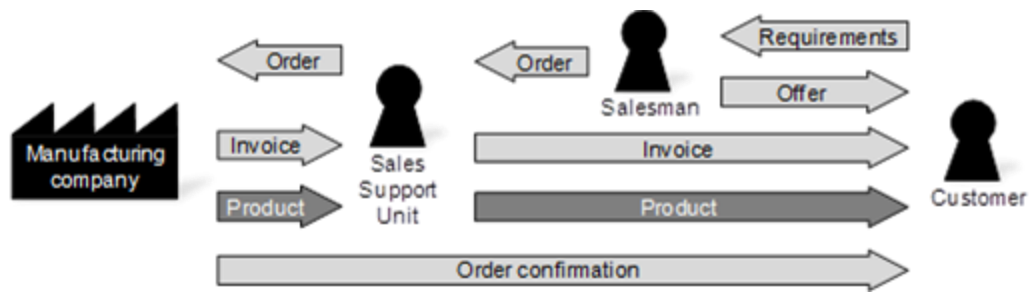 Requirements
Order
Order
Offer
Salesman
Manufacturing
company
Invoice
Sales
Support
Unit
Invoice
Product
Product
Customer
Order confirmation